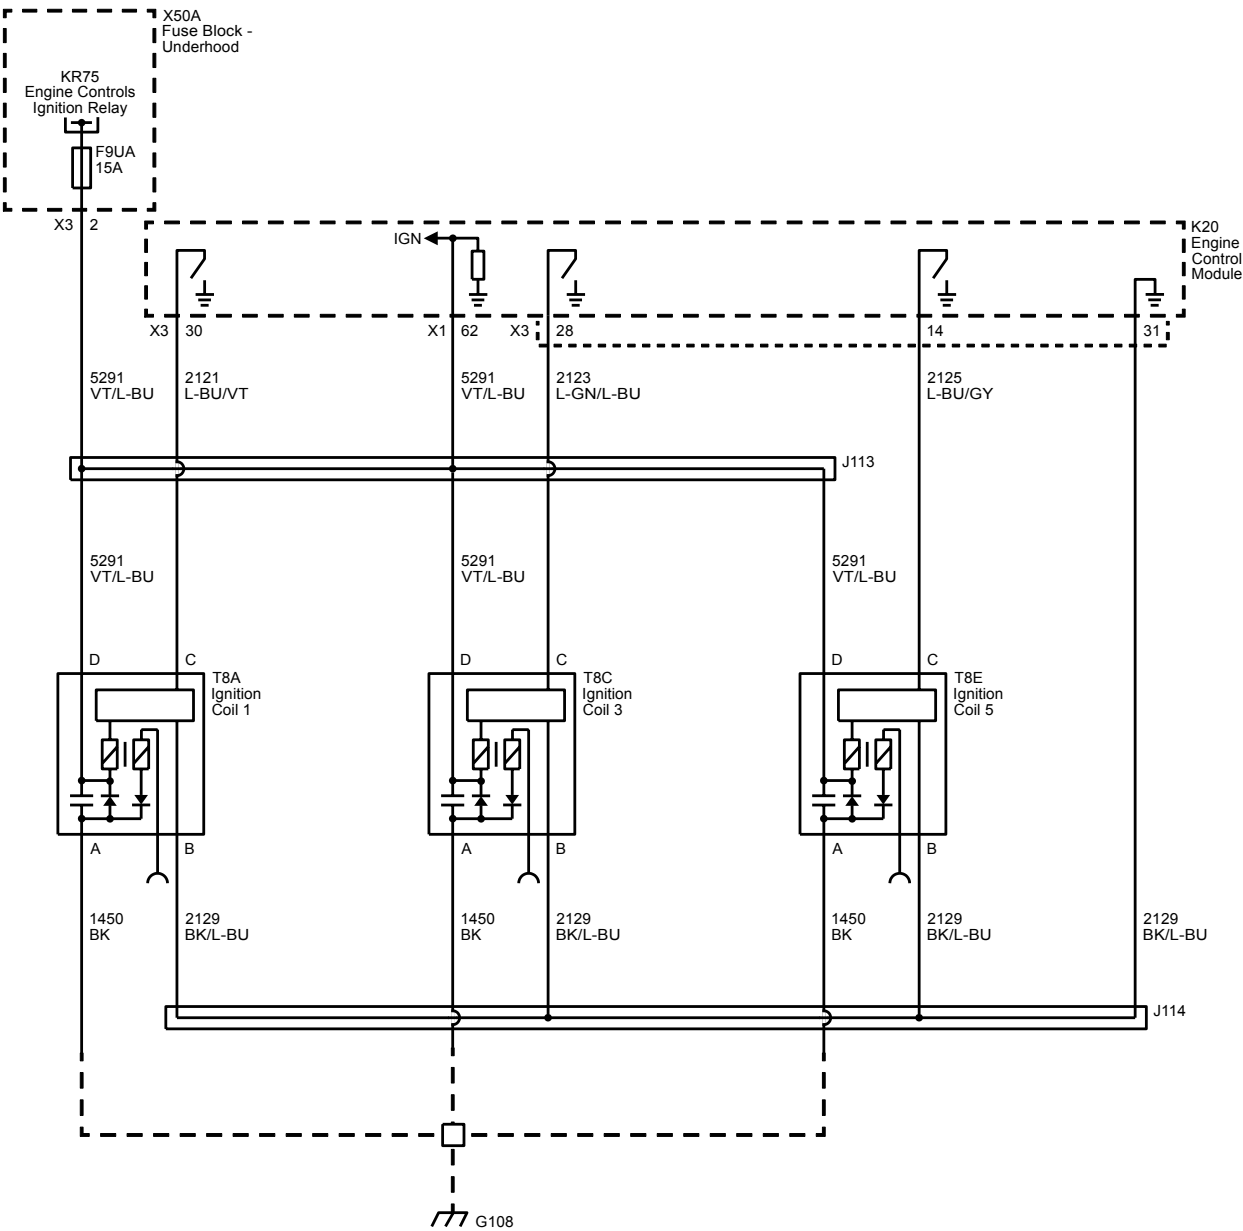 X50A
Fuse Block -
Underhood
KR75
Engine Controls
Ignition Relay
F9UA
15A
X3 2
K20
Engine
Control
Module
IGN
X3 30
X1 62
X3 28
14
31
5291
VT/L-BU
2121
L-BU/VT
5291
VT/L-BU
2123
L-GN/L-BU
2125
L-BU/GY
J113
5291
VT/L-BU
5291
VT/L-BU
5291
VT/L-BU
D C
T8A
Ignition
Coil 1
D C
T8C
Ignition
Coil 3
D C
T8E
Ignition
Coil 5
A B
A B
A B
1450
BK
2129
BK/L-BU
1450
BK
2129
BK/L-BU
1450
BK
2129
BK/L-BU
2129
BK/L-BU
J114
G108